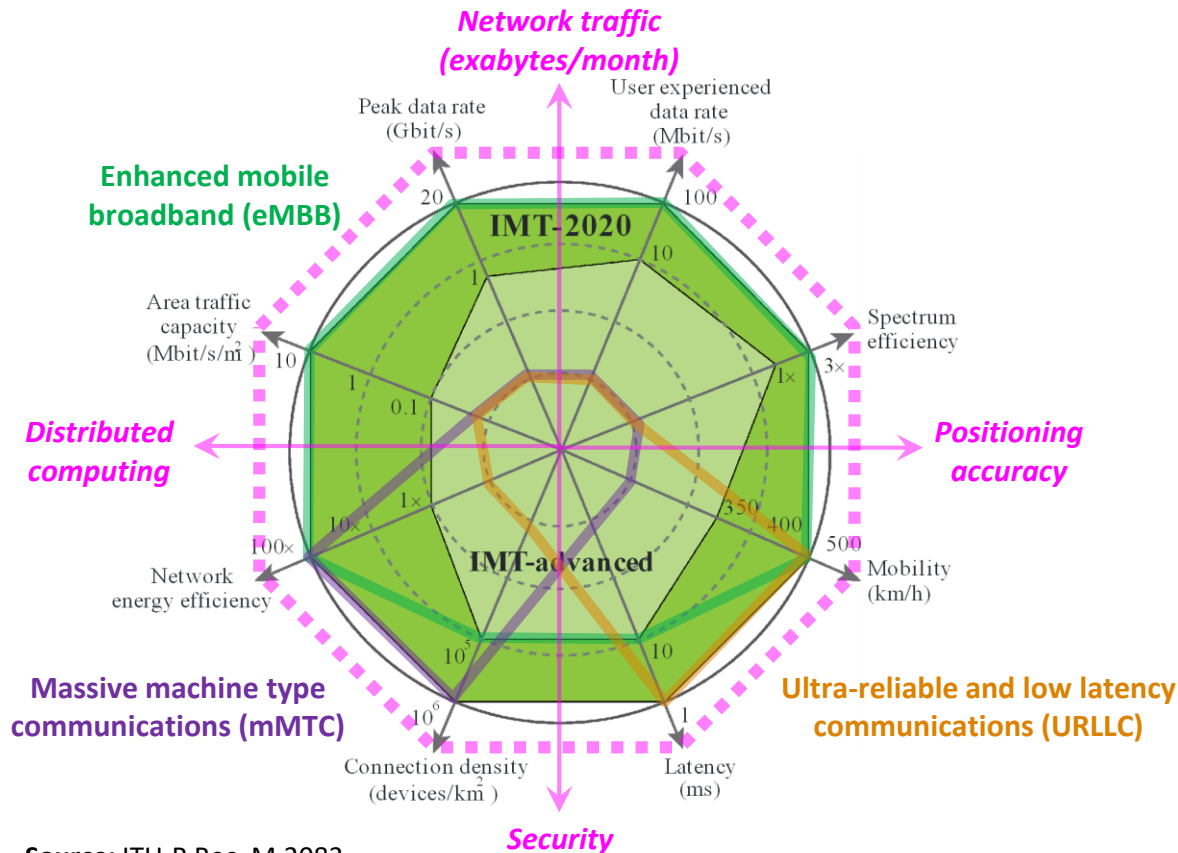 Network traffic
(exabytes/month)
Peak data rate
(Gbit/s)
User experienced
data rate
(Mbit/s)
Enhanced mobile
broadband (eMBB)
20
100
IMT-2020
10
1
Area traffic
capacity
(Mbit/s/m²)
Spectrum
efficiency
10
1
0.1
1×
3×
Distributed
computing
Positioning
accuracy
1×
10×
100×
350
400
500
Network
energy efficiency
IMT-advanced
Mobility
(km/h)
10⁵
10
Massive machine type
communications (mMTC)
Ultra-reliable and low latency
communications (URLLC)
10⁶
1
Connection density
(devices/km²)
Latency
(ms)
Security